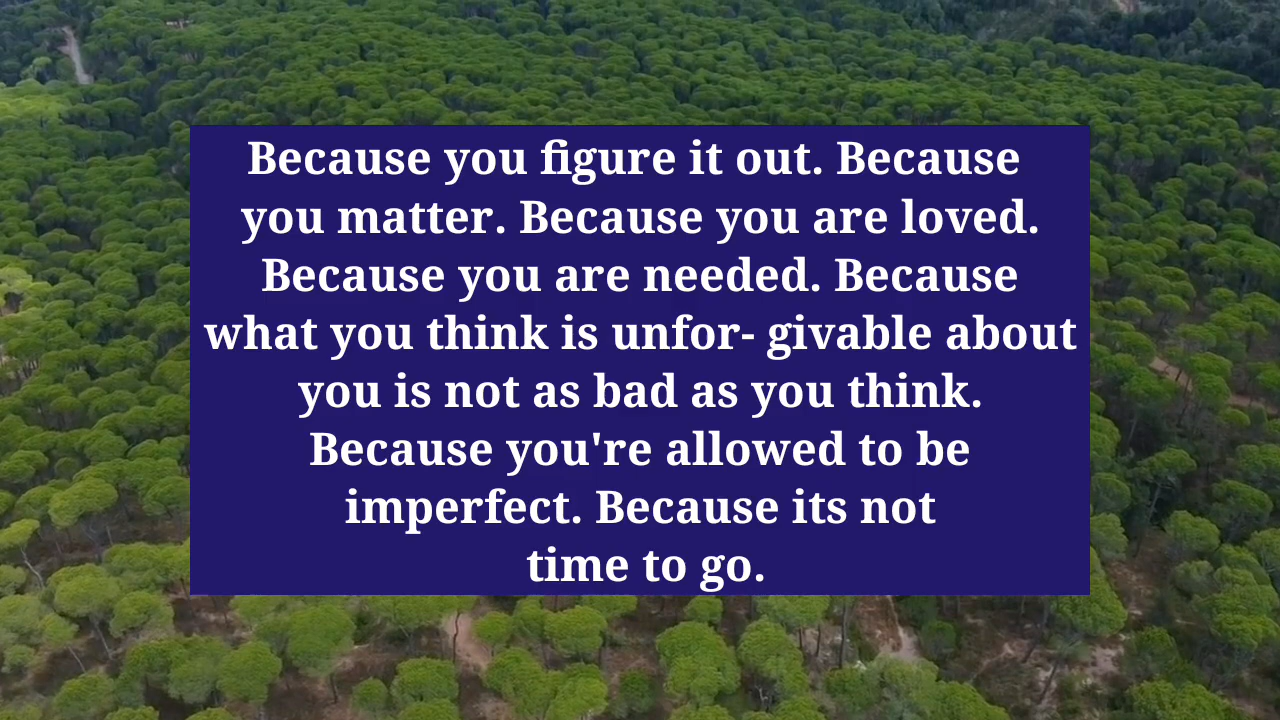 Because you figure it out. Because
you matter. Because you are loved.
Because you are needed. Because
what you think is unfor- givable about
you is not as bad as you think.
Because you're allowed to be
imperfect. Because its not
time to go.